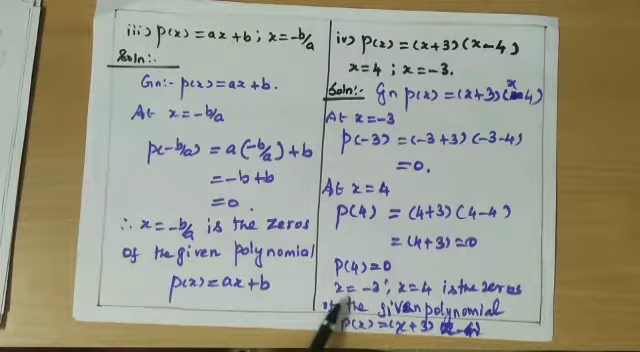 iii) p(x) = ax + b ; x = -b/a
Soln:-
Gn:- p(x) = ax + b.
At x = -b/a
p(-b/a) = a(-b/a) + b
= -b + b
= 0.
∴ x = -b/a is the zeros
of the given polynomial
p(x) = ax + b
iv) p(x) = (x+3) (x-4)
x = 4 ; x = -3.
Soln:- Gn p(x) = (x+3) (x-4)
At x = -3
p(-3) = (-3+3) (-3-4)
= 0.
At x = 4
p(4) = (4+3) (4-4)
= (4+3) = 0
p(4) = 0
x = -3 ; x = 4 is the zeros
of the given polynomial
p(x) = (x+3)